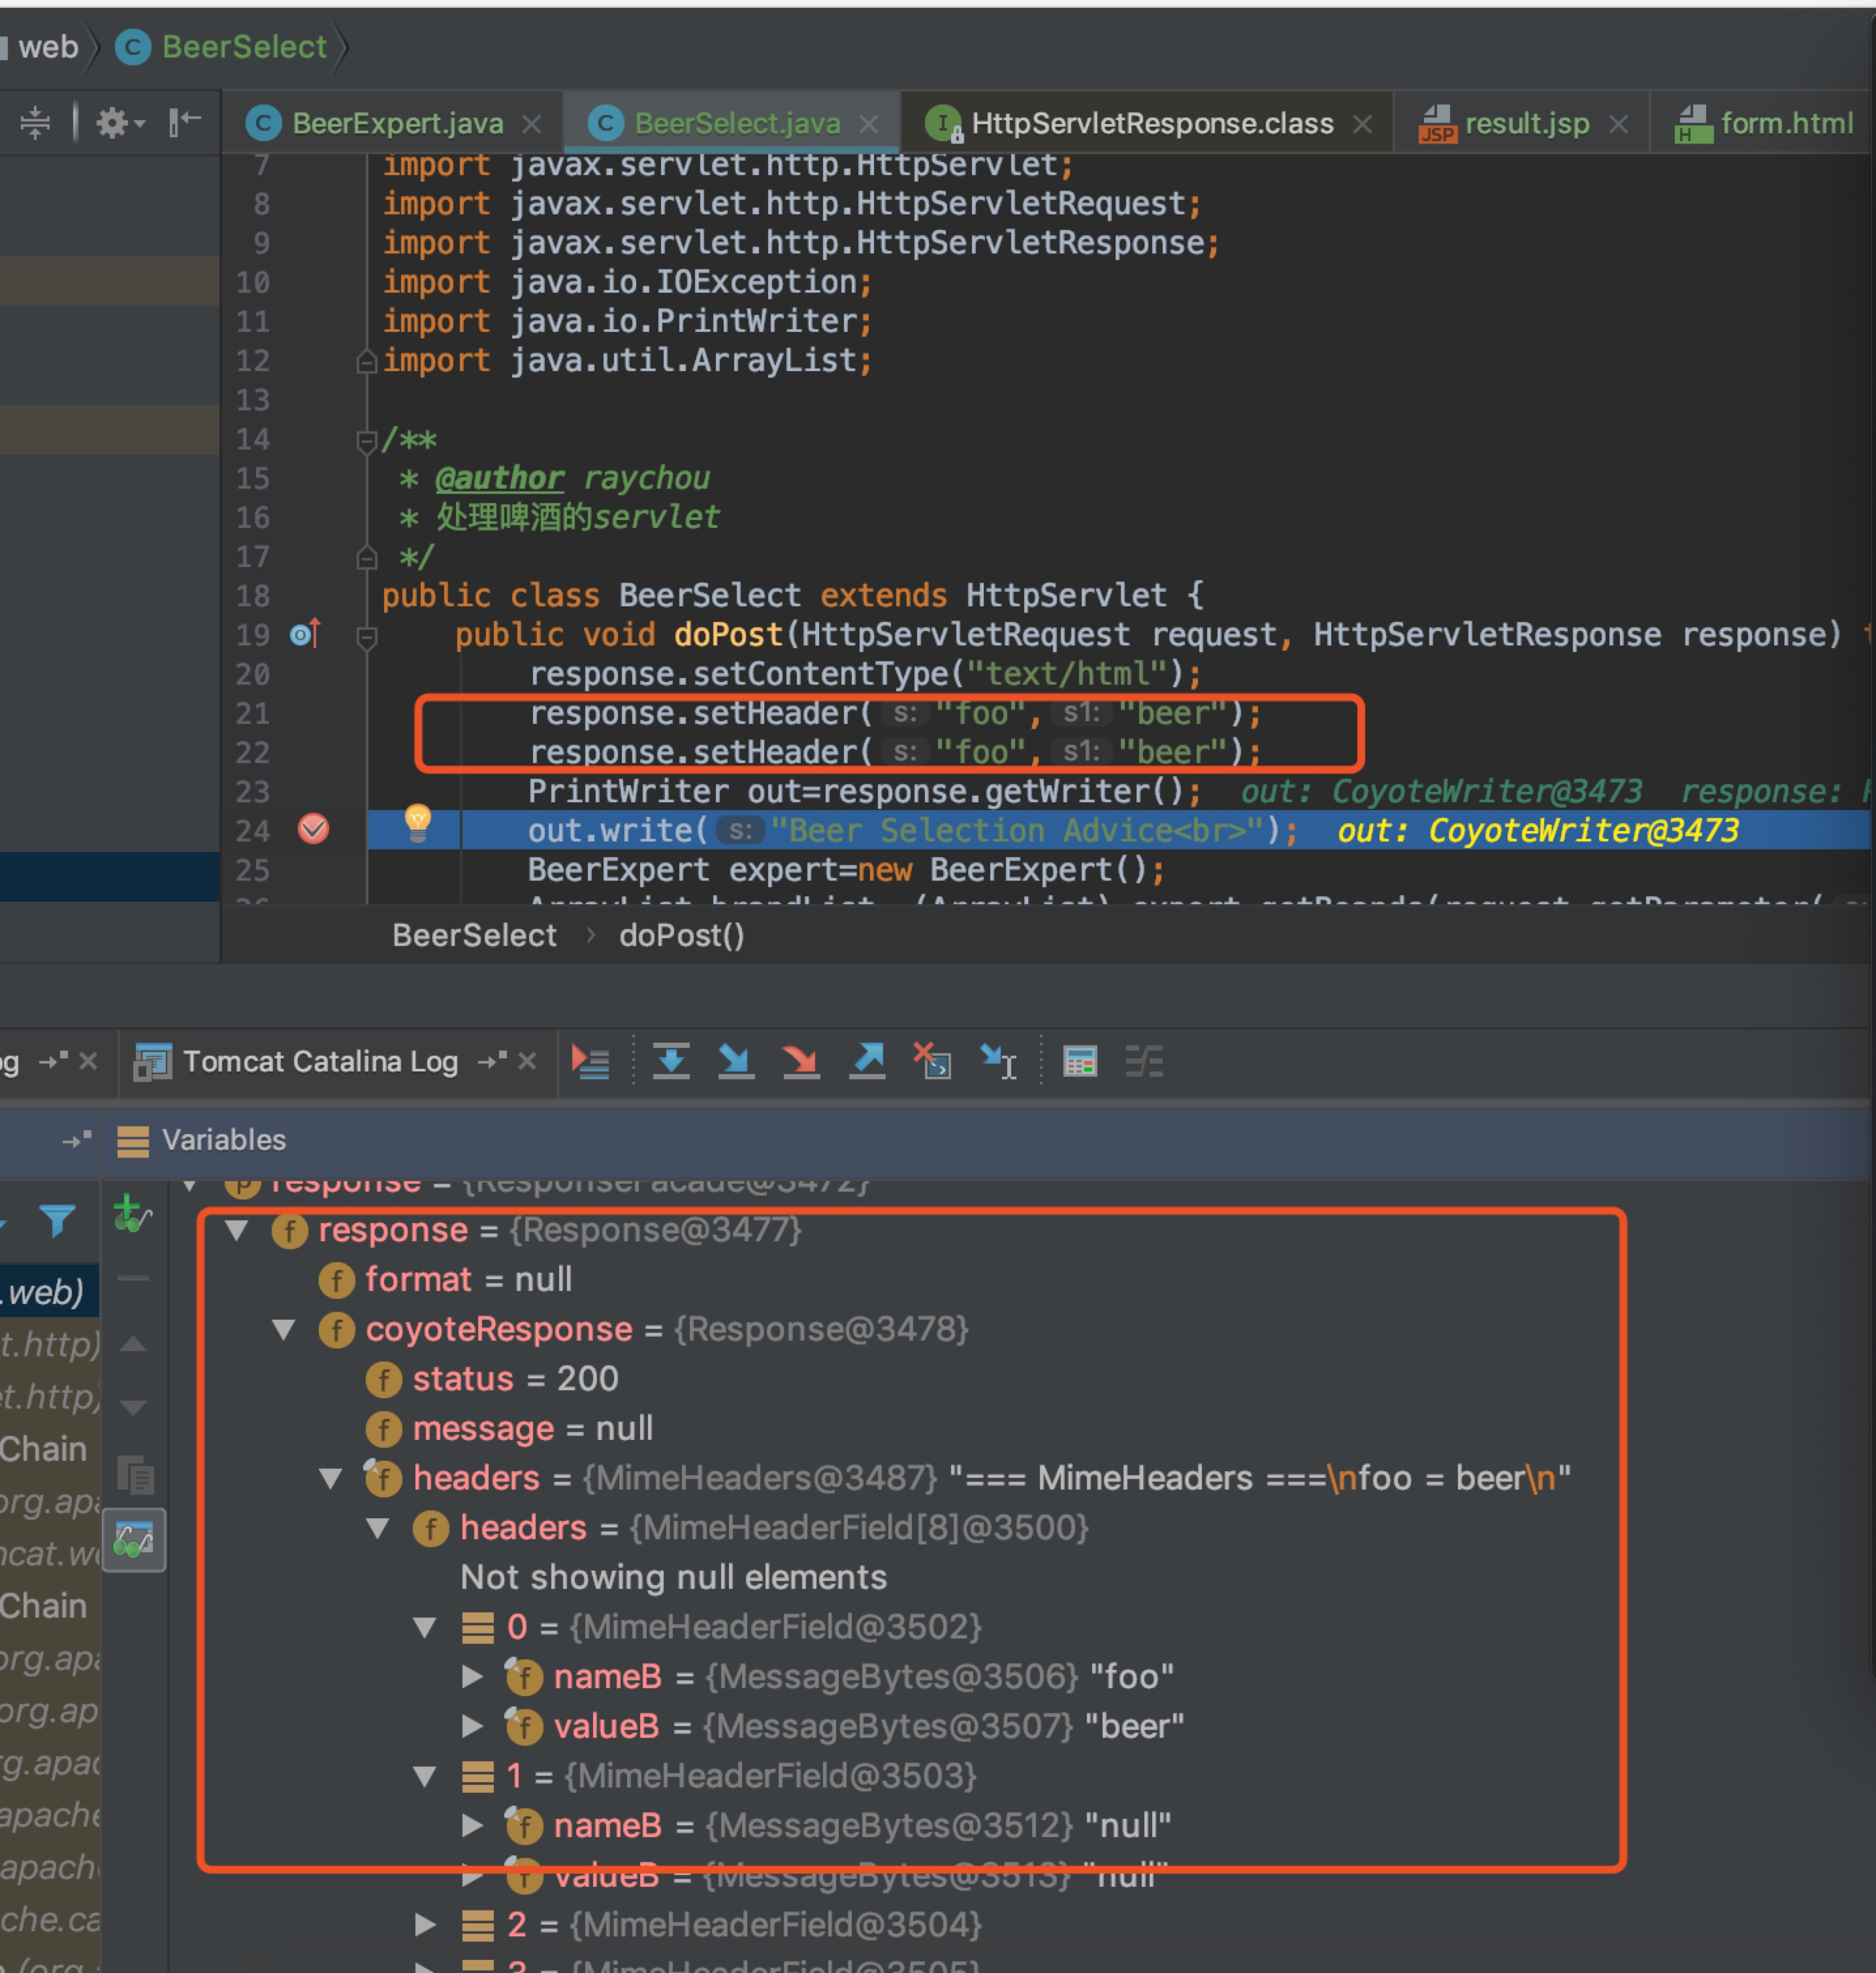 web BeerSelect
BeerExpert.java BeerSelect.java HttpServletResponse.class result.jsp form.html
7 import javax.servlet.http.HttpServlet;
8 import javax.servlet.http.HttpServletRequest;
9 import javax.servlet.http.HttpServletResponse;
10 import java.io.IOException;
11 import java.io.PrintWriter;
12 import java.util.ArrayList;
13
14 /**
15 * @author raychou
16 * 处理啤酒的servlet
17 */
18 public class BeerSelect extends HttpServlet {
19 public void doPost(HttpServletRequest request, HttpServletResponse response)
20 response.setContentType("text/html");
21 response.setHeader( s: "foo", s1: "beer");
22 response.setHeader( s: "foo", s1: "beer");
23 PrintWriter out=response.getWriter(); out: CoyoteWriter@3473 response:
24 out.write( s: "Beer Selection Advice<br>"); out: CoyoteWriter@3473
25 BeerExpert expert=new BeerExpert();
BeerSelect › doPost()
og Tomcat Catalina Log
Variables
response = {ResponseFacade@3472}
response = {Response@3477}
format = null
coyoteResponse = {Response@3478}
status = 200
message = null
headers = {MimeHeaders@3487} "=== MimeHeaders ===\nfoo = beer\n"
headers = {MimeHeaderField[8]@3500}
Not showing null elements
0 = {MimeHeaderField@3502}
nameB = {MessageBytes@3506} "foo"
valueB = {MessageBytes@3507} "beer"
1 = {MimeHeaderField@3503}
nameB = {MessageBytes@3512} "null"
valueB = {MessageBytes@3513} "null"
2 = {MimeHeaderField@3504}
3 = {MimeHeaderField@3505}
.web)
t.http)
et.http)
Chain
org.apa
ncat.we
Chain
org.apa
org.ap
rg.apac
apache
apach
che.ca